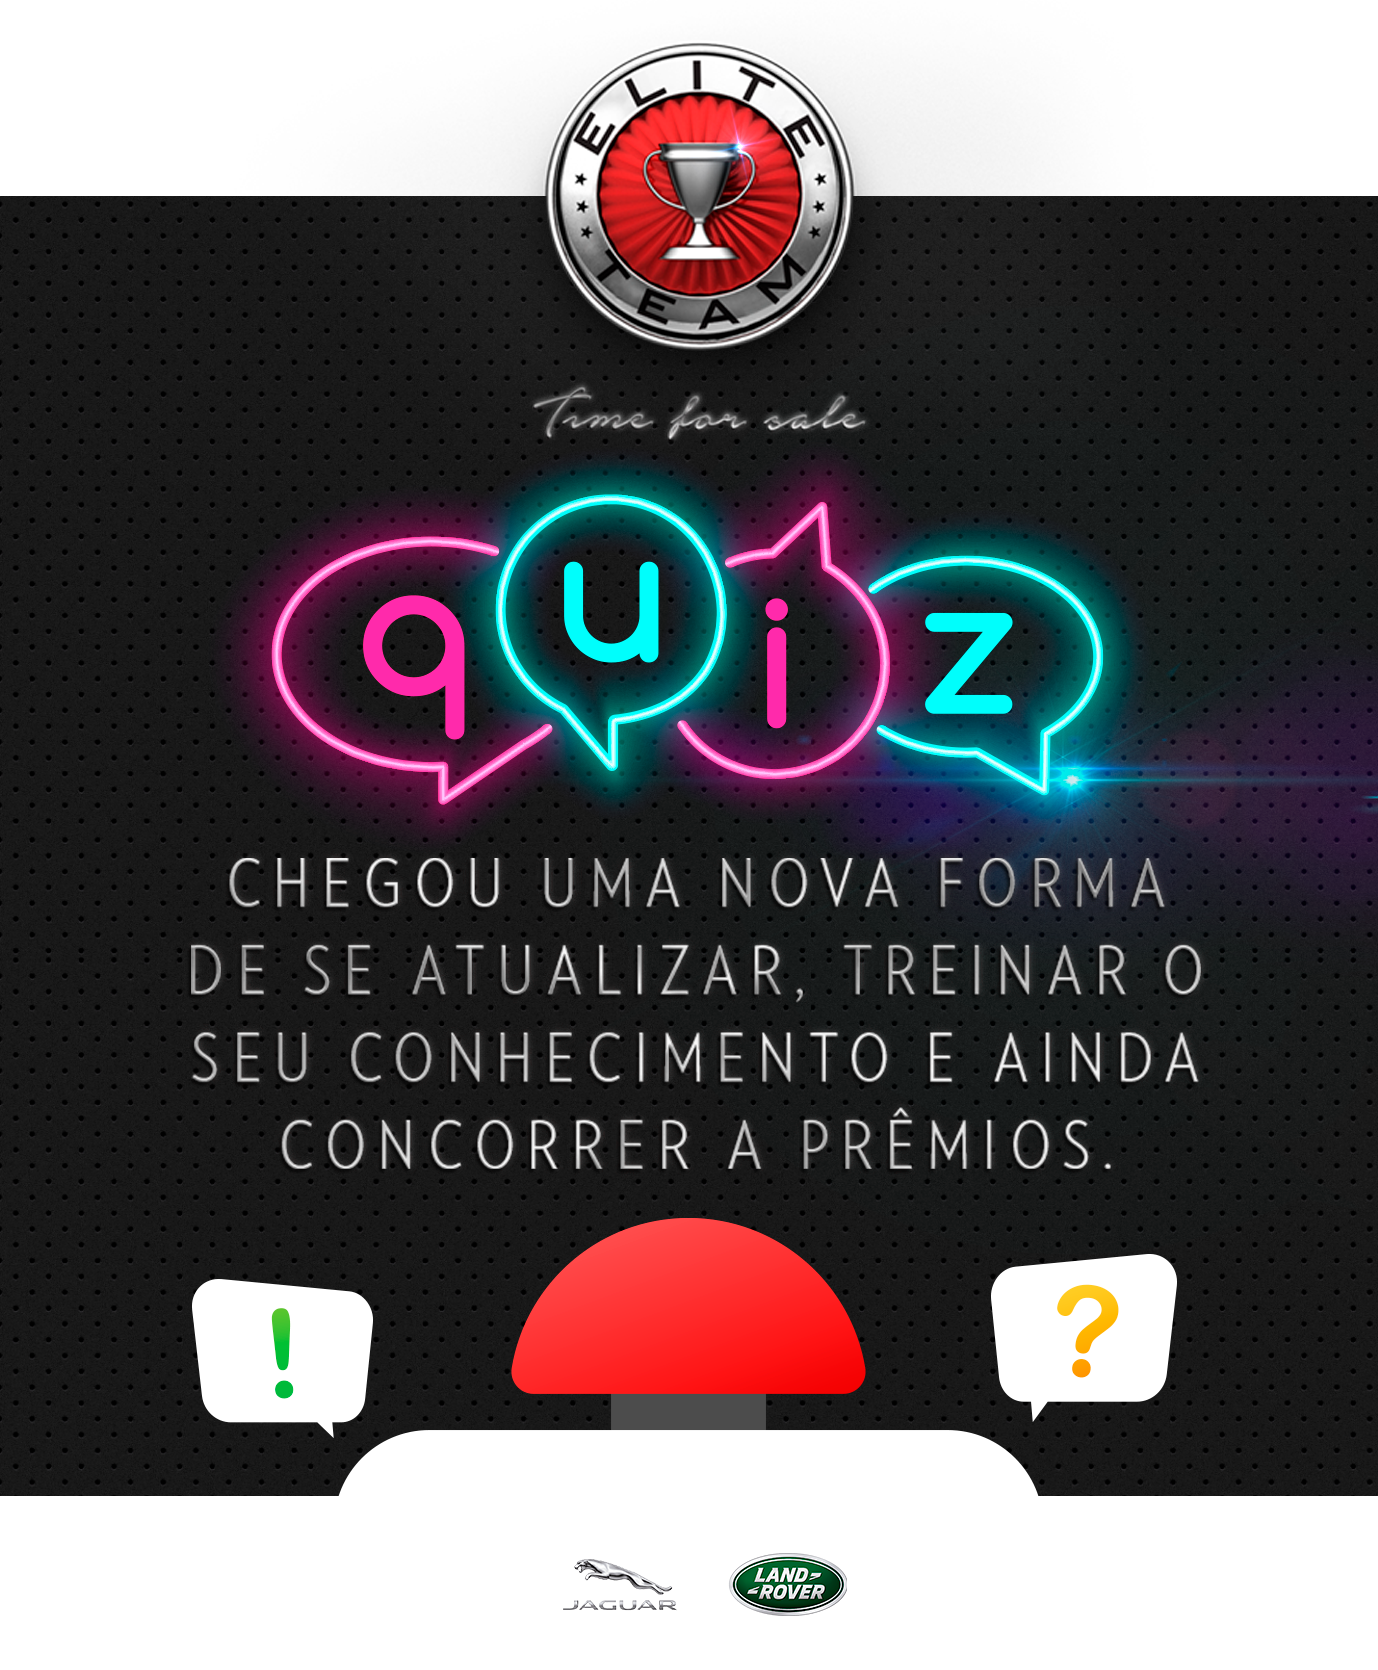 ELITE
TEAM
Time for sale
quiz
CHEGOU UMA NOVA FORMA
DE SE ATUALIZAR, TREINAR O
SEU CONHECIMENTO E AINDA
CONCORRER A PRÊMIOS.
!
?
JAGUAR
LAND
ROVER